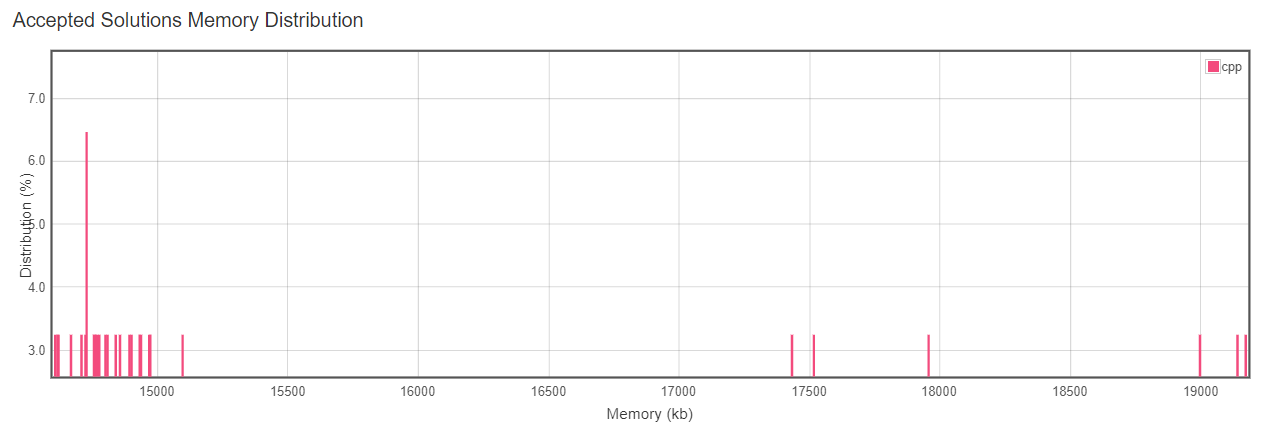 Accepted Solutions Memory Distribution
cpp
7.0
6.0
5.0
4.0
3.0
Distribution (%)
15000 15500 16000 16500 17000 17500 18000 18500 19000
Memory (kb)